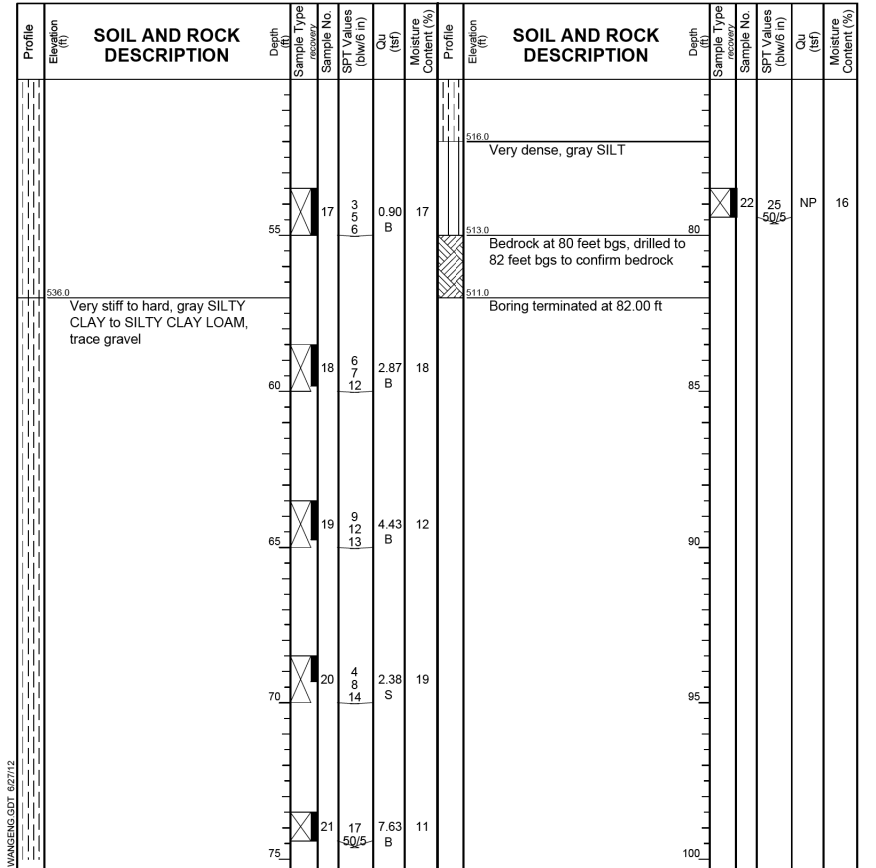 Profile
Elevation
(ft)
SOIL AND ROCK
DESCRIPTION
Depth
(ft)
Sample Type
recovery
Sample No.
SPT Values
(blw/6 in)
Qu
(tsf)
Moisture
Content (%)
Profile
Elevation
(ft)
SOIL AND ROCK
DESCRIPTION
Depth
(ft)
Sample Type
recovery
Sample No.
SPT Values
(blw/6 in)
Qu
(tsf)
Moisture
Content (%)
55
17
3
5
6
0.90
B
17
536.0
Very stiff to hard, gray SILTY
CLAY to SILTY CLAY LOAM,
trace gravel
60
18
6
7
12
2.87
B
18
65
19
9
12
13
4.43
B
12
70
20
4
8
14
2.38
S
19
75
21
17
50/5
7.63
B
11
516.0
Very dense, gray SILT
22
25
50/5
NP
16
80
513.0
Bedrock at 80 feet bgs, drilled to
82 feet bgs to confirm bedrock
511.0
Boring terminated at 82.00 ft
85
90
95
100
WANGENG.GDT 6/27/12